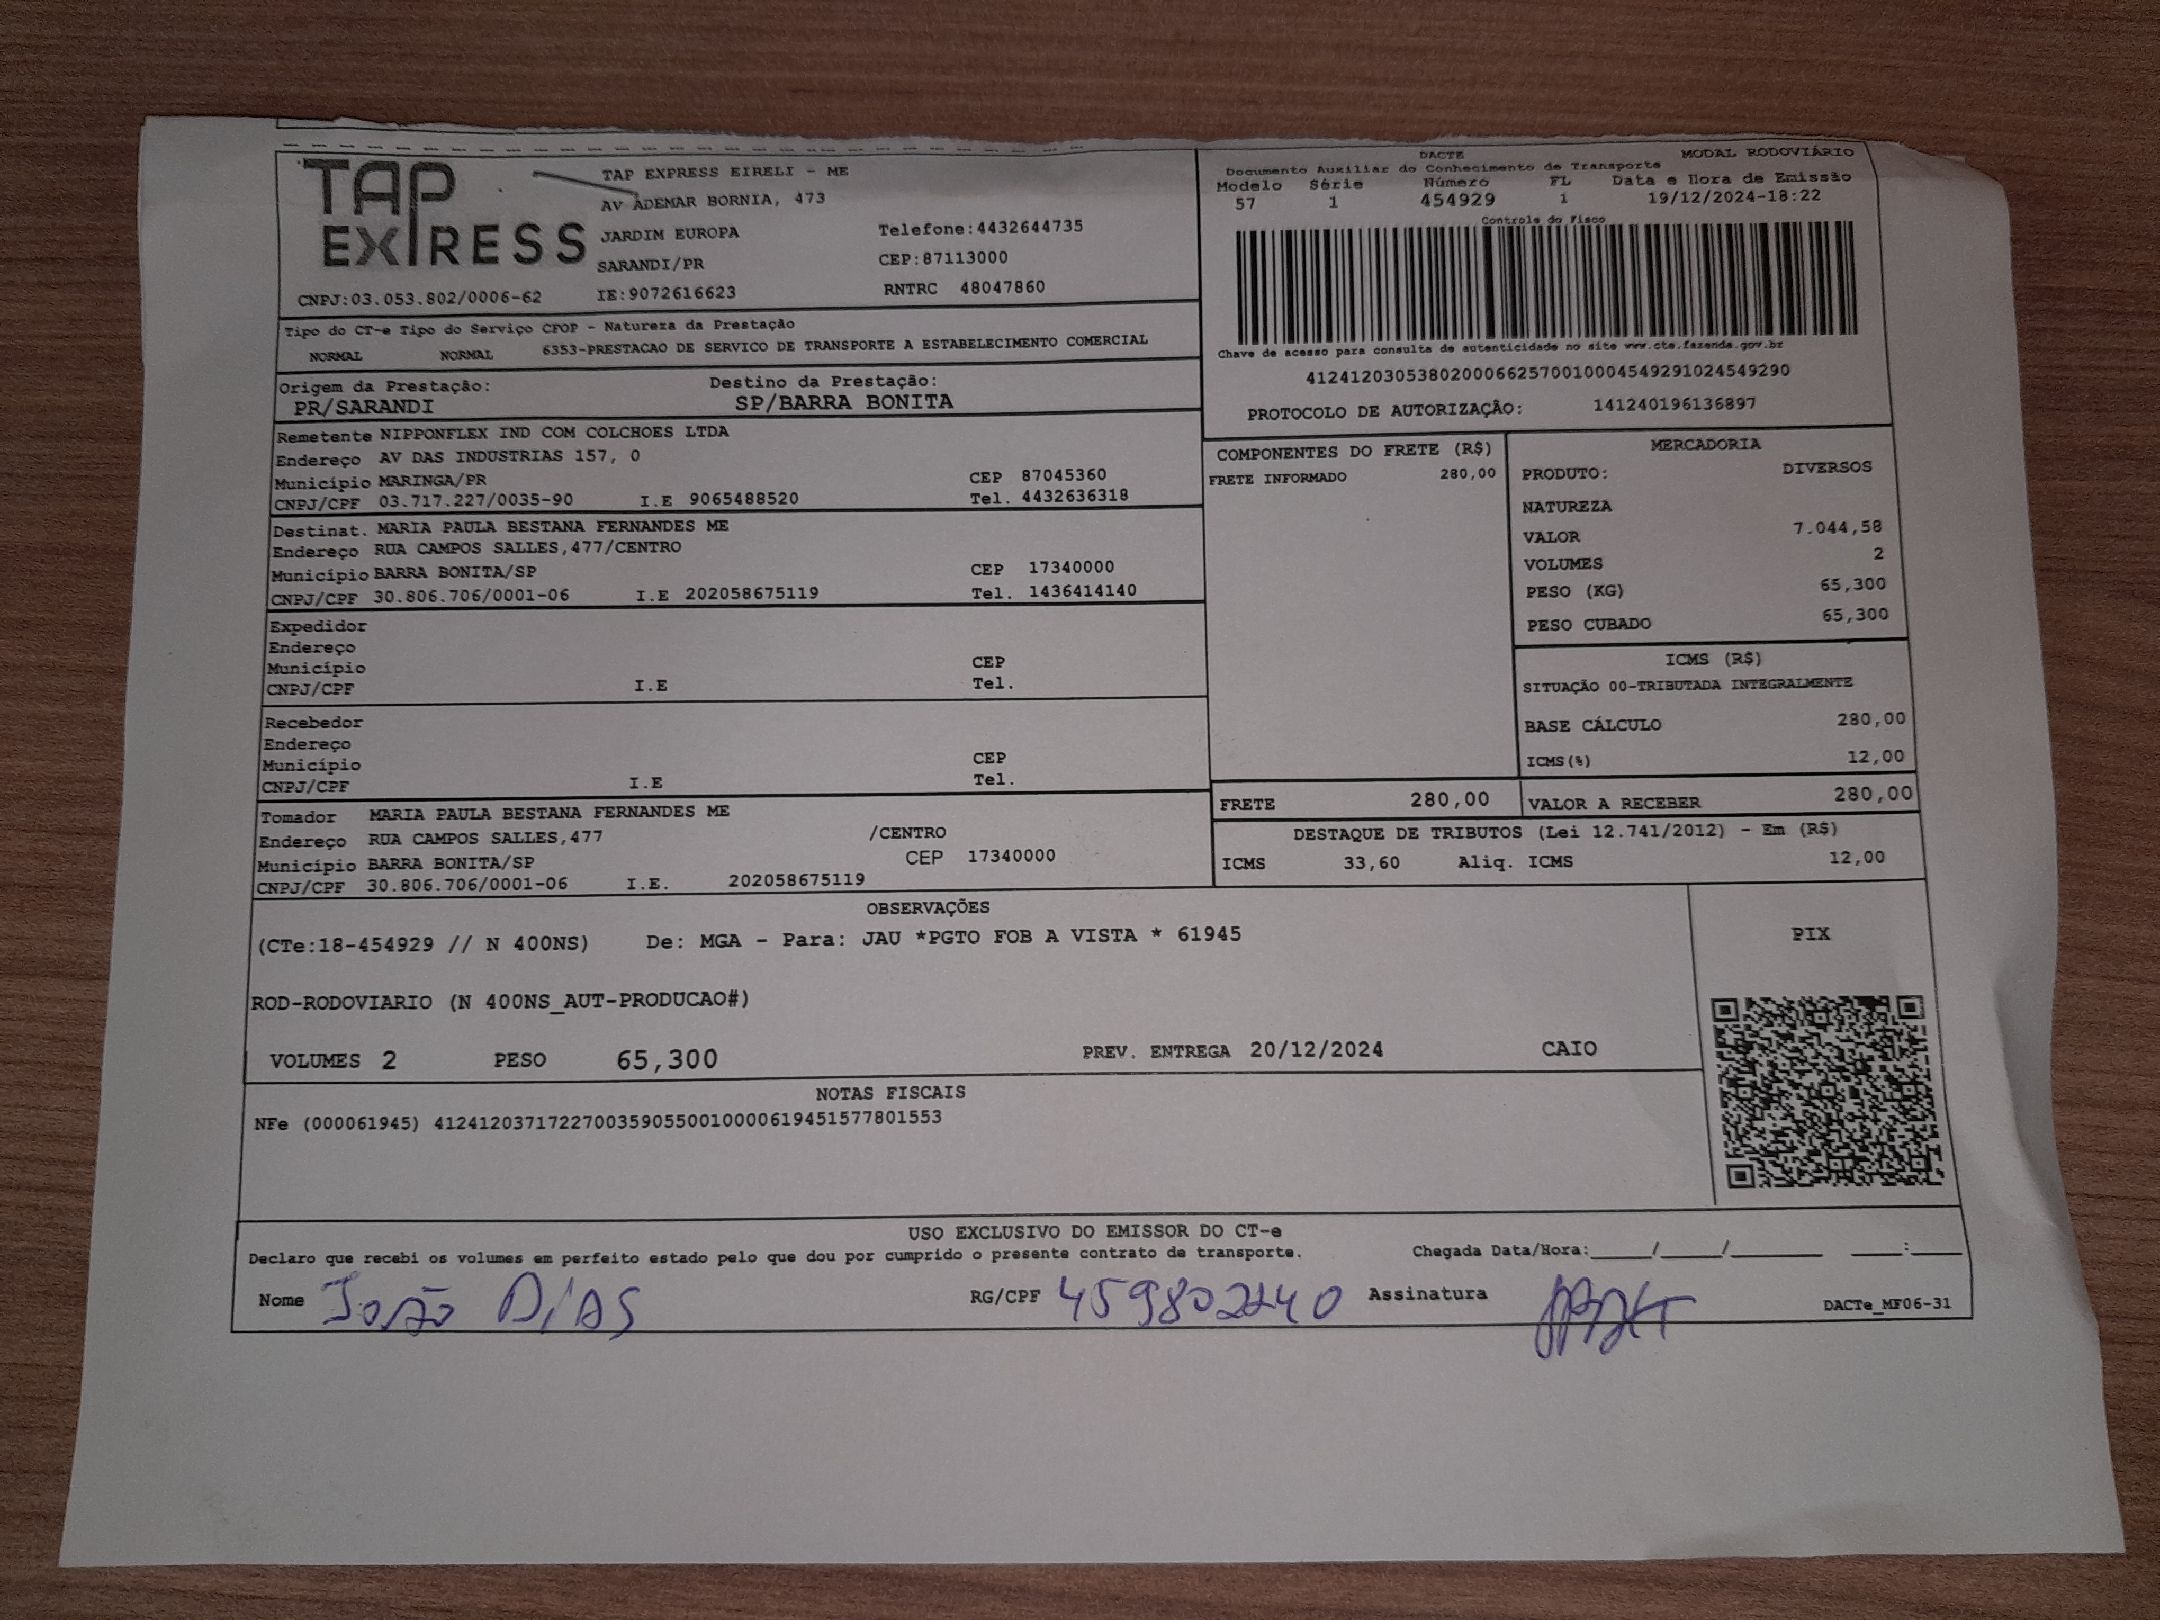 TAP EXPRESS
TAP EXPRESS EIRELI - ME
AV ADEMAR BORNIA, 473
JARDIM EUROPA Telefone:4432644735
SARANDI/PR CEP:87113000
CNPJ:03.053.802/0006-62 IE:9072616623 RNTRC 48047860
DACTE MODAL RODOVIÁRIO
Documento Auxiliar do Conhecimento de Transporte
Modelo Série Número FL Data e Hora de Emissão
57 1 454929 1 19/12/2024-18:22
Controle do Fisco
Chave de acesso para consulta de autenticidade no site www.cte.fazenda.gov.br
41241203053802000662570010004549291024549290
PROTOCOLO DE AUTORIZAÇÃO: 141240196136897
Tipo do CT-e Tipo do Serviço CFOP - Natureza da Prestação
NORMAL NORMAL 6353-PRESTACAO DE SERVICO DE TRANSPORTE A ESTABELECIMENTO COMERCIAL
Origem da Prestação: Destino da Prestação:
PR/SARANDI SP/BARRA BONITA
Remetente NIPPONFLEX IND COM COLCHOES LTDA
Endereço AV DAS INDUSTRIAS 157, 0
Município MARINGA/PR CEP 87045360
CNPJ/CPF 03.717.227/0035-90 I.E 9065488520 Tel. 4432636318
Destinat. MARIA PAULA BESTANA FERNANDES ME
Endereço RUA CAMPOS SALLES,477/CENTRO
Município BARRA BONITA/SP CEP 17340000
CNPJ/CPF 30.806.706/0001-06 I.E 202058675119 Tel. 1436414140
Expedidor
Endereço
Município CEP
CNPJ/CPF I.E Tel.
Recebedor
Endereço
Município CEP
CNPJ/CPF I.E Tel.
Tomador MARIA PAULA BESTANA FERNANDES ME
Endereço RUA CAMPOS SALLES,477 /CENTRO
Município BARRA BONITA/SP CEP 17340000
CNPJ/CPF 30.806.706/0001-06 I.E. 202058675119
COMPONENTES DO FRETE (R$)
FRETE INFORMADO 280,00
MERCADORIA
PRODUTO: DIVERSOS
NATUREZA
VALOR 7.044,58
VOLUMES 2
PESO (KG) 65,300
PESO CUBADO 65,300
ICMS (R$)
SITUAÇÃO 00-TRIBUTADA INTEGRALMENTE
BASE CÁLCULO 280,00
ICMS(%) 12,00
FRETE 280,00 VALOR A RECEBER 280,00
DESTAQUE DE TRIBUTOS (Lei 12.741/2012) - Em (R$)
ICMS 33,60 Aliq. ICMS 12,00
OBSERVAÇÕES
(CTe:18-454929 // N 400NS) De: MGA - Para: JAU *PGTO FOB A VISTA * 61945
ROD-RODOVIARIO (N 400NS_AUT-PRODUCAO#)
VOLUMES 2 PESO 65,300 PREV. ENTREGA 20/12/2024 CAIO
PIX
NOTAS FISCAIS
NFe (000061945) 41241203717227003590550010000619451577801553
USO EXCLUSIVO DO EMISSOR DO CT-e
Declaro que recebi os volumes em perfeito estado pelo que dou por cumprido o presente contrato de transporte. Chegada Data/Hora:_____/_____/_______ ____:____
Nome João Dias RG/CPF 459802240 Assinatura
DACTe_MF06-31